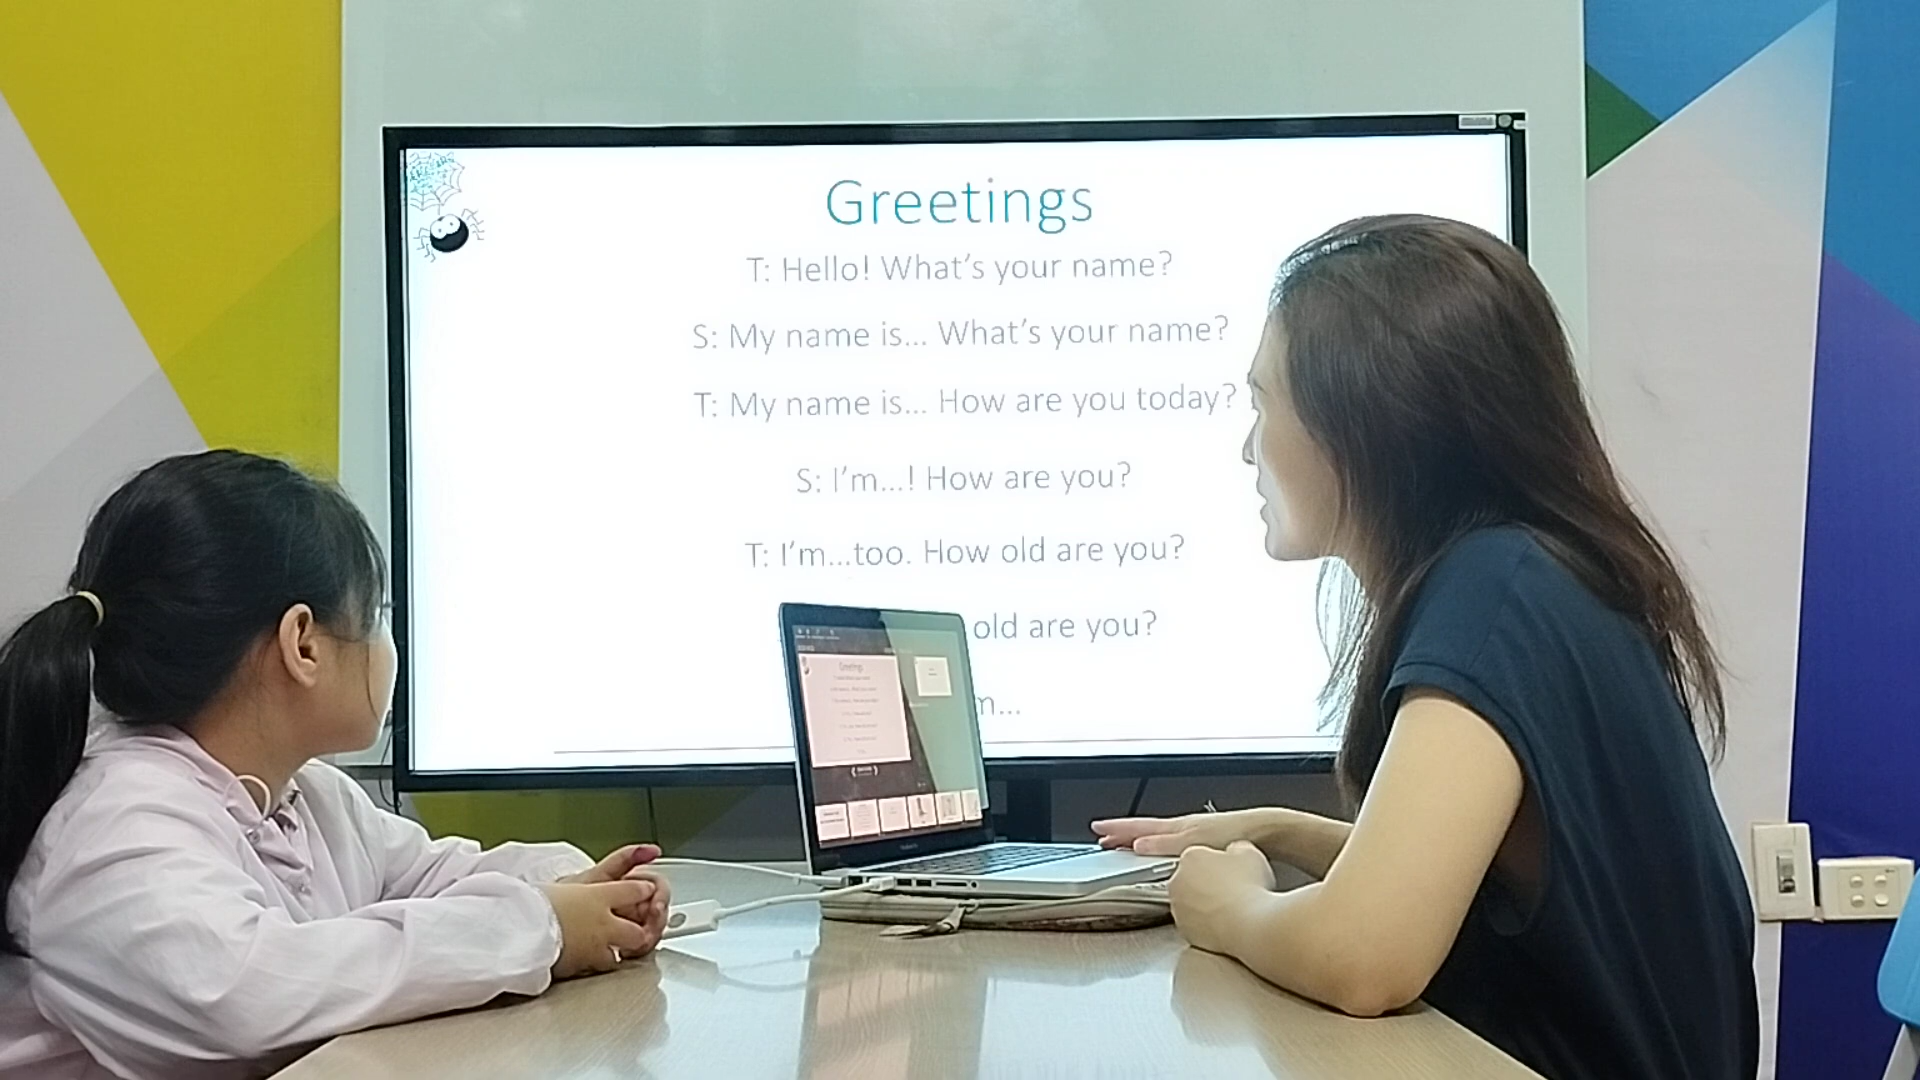 Greetings
T: Hello! What's your name?
S: My name is... What's your name?
T: My name is... How are you today?
S: I'm...! How are you?
T: I'm...too. How old are you?
old are you?
Greetings